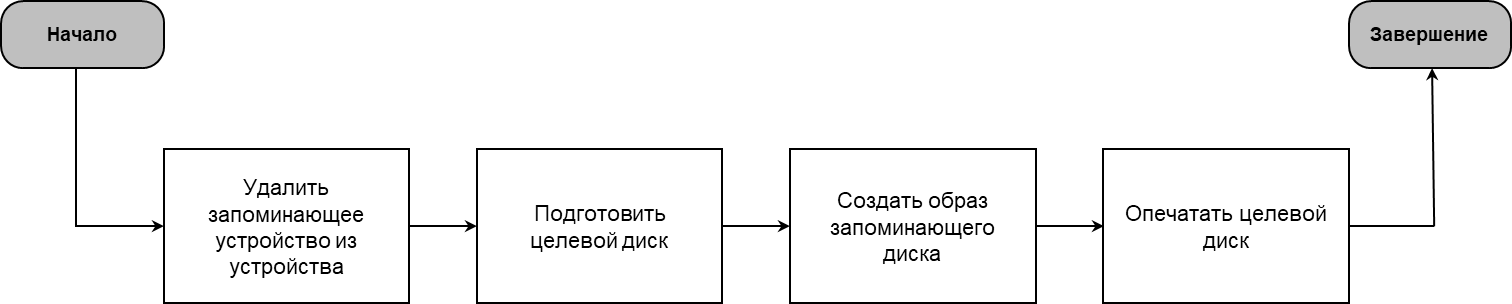 Начало
Завершение
Удалить
запоминающее
устройство из
устройства
Подготовить
целевой диск
Создать образ
запоминающего
диска
Опечатать целевой
диск